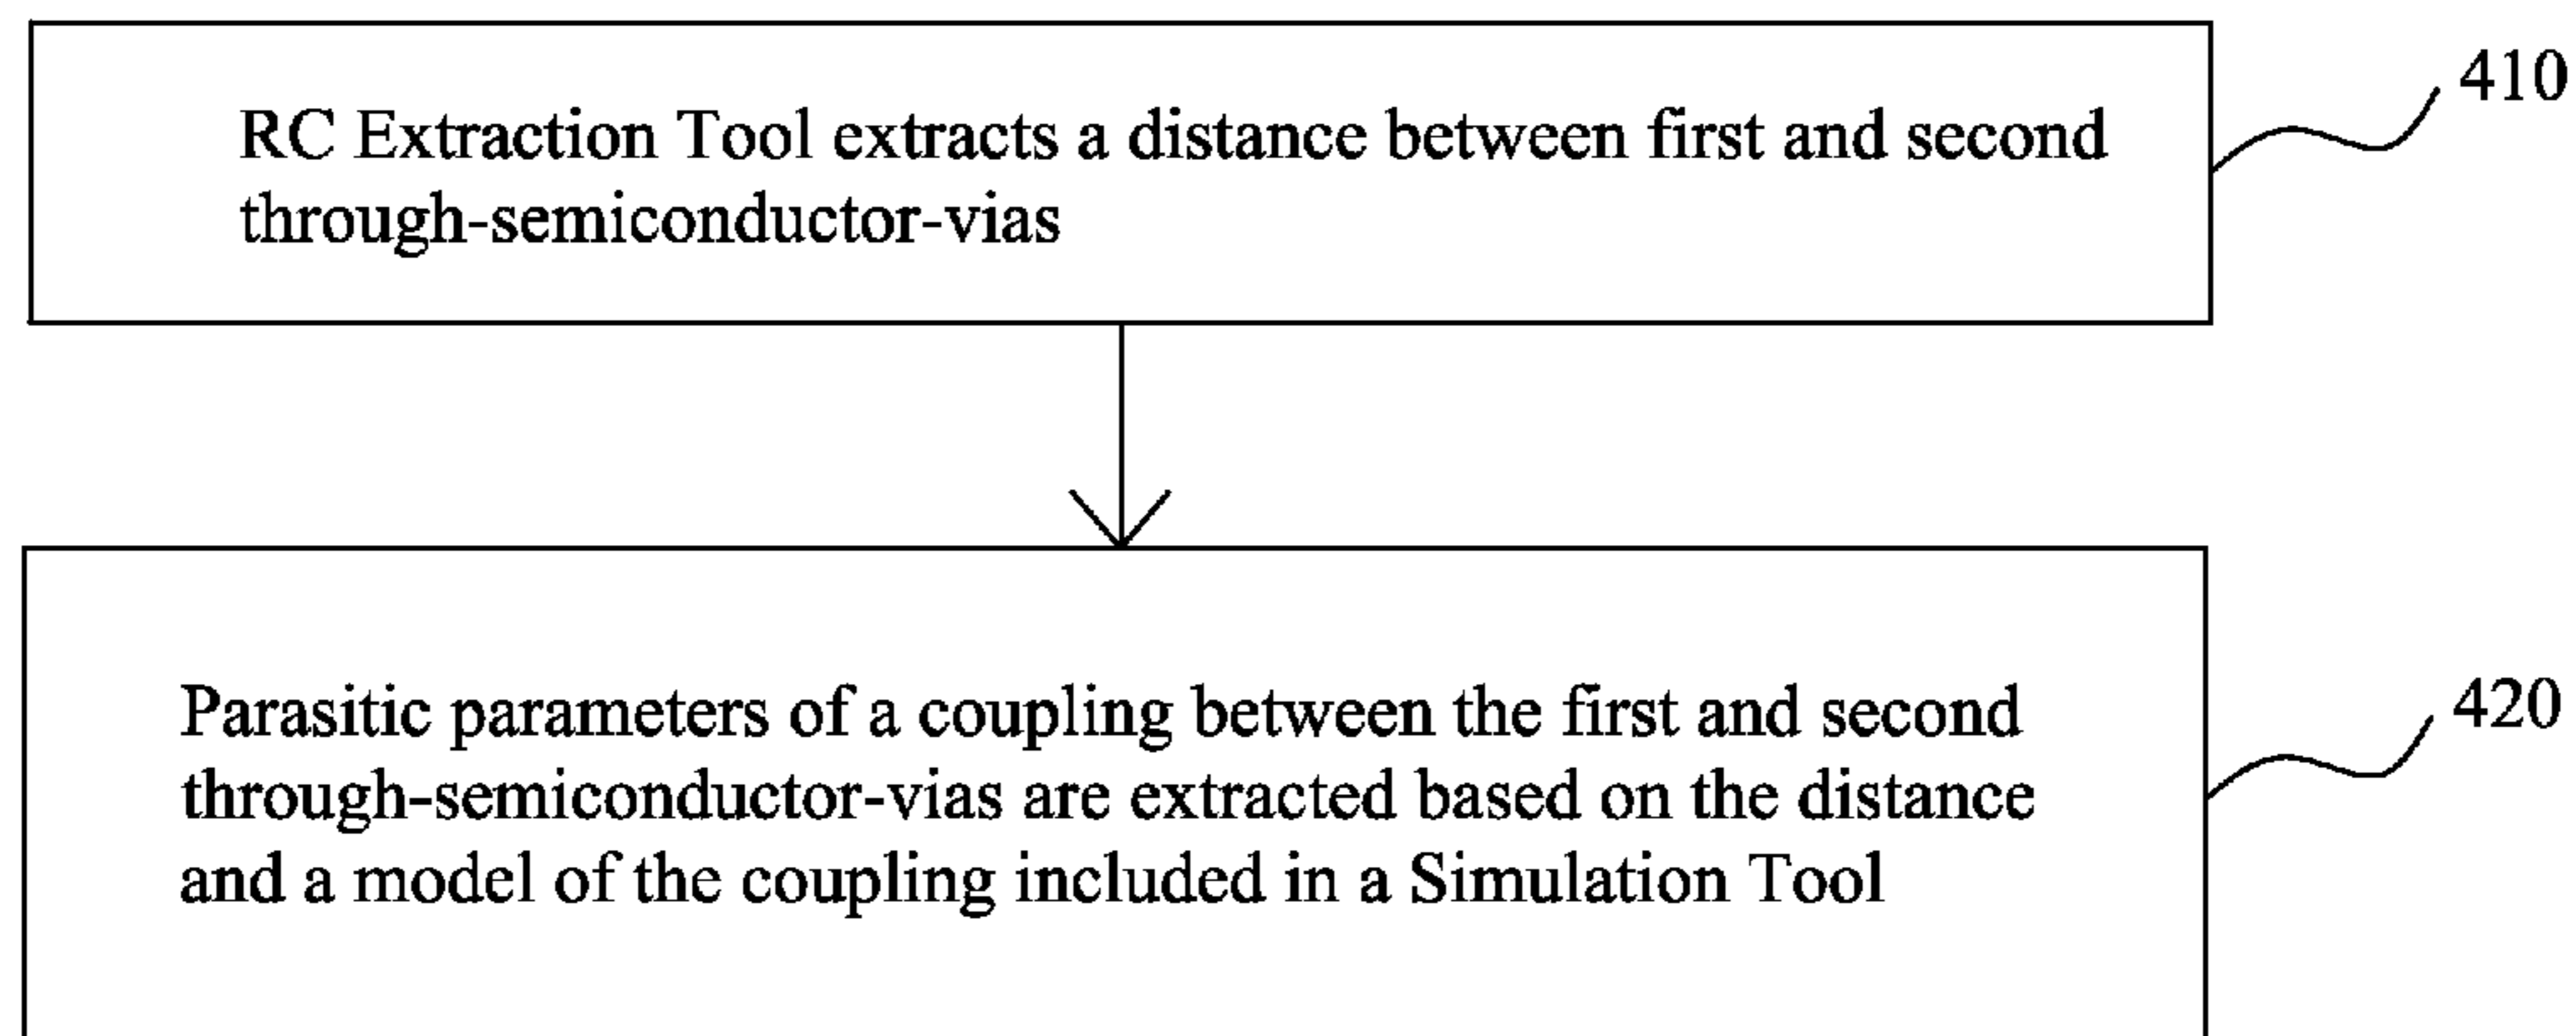 RC Extraction Tool extracts a distance between first and second
through-semiconductor-vias
410
Parasitic parameters of a coupling between the first and second
through-semiconductor-vias are extracted based on the distance
and a model of the coupling included in a Simulation Tool
420